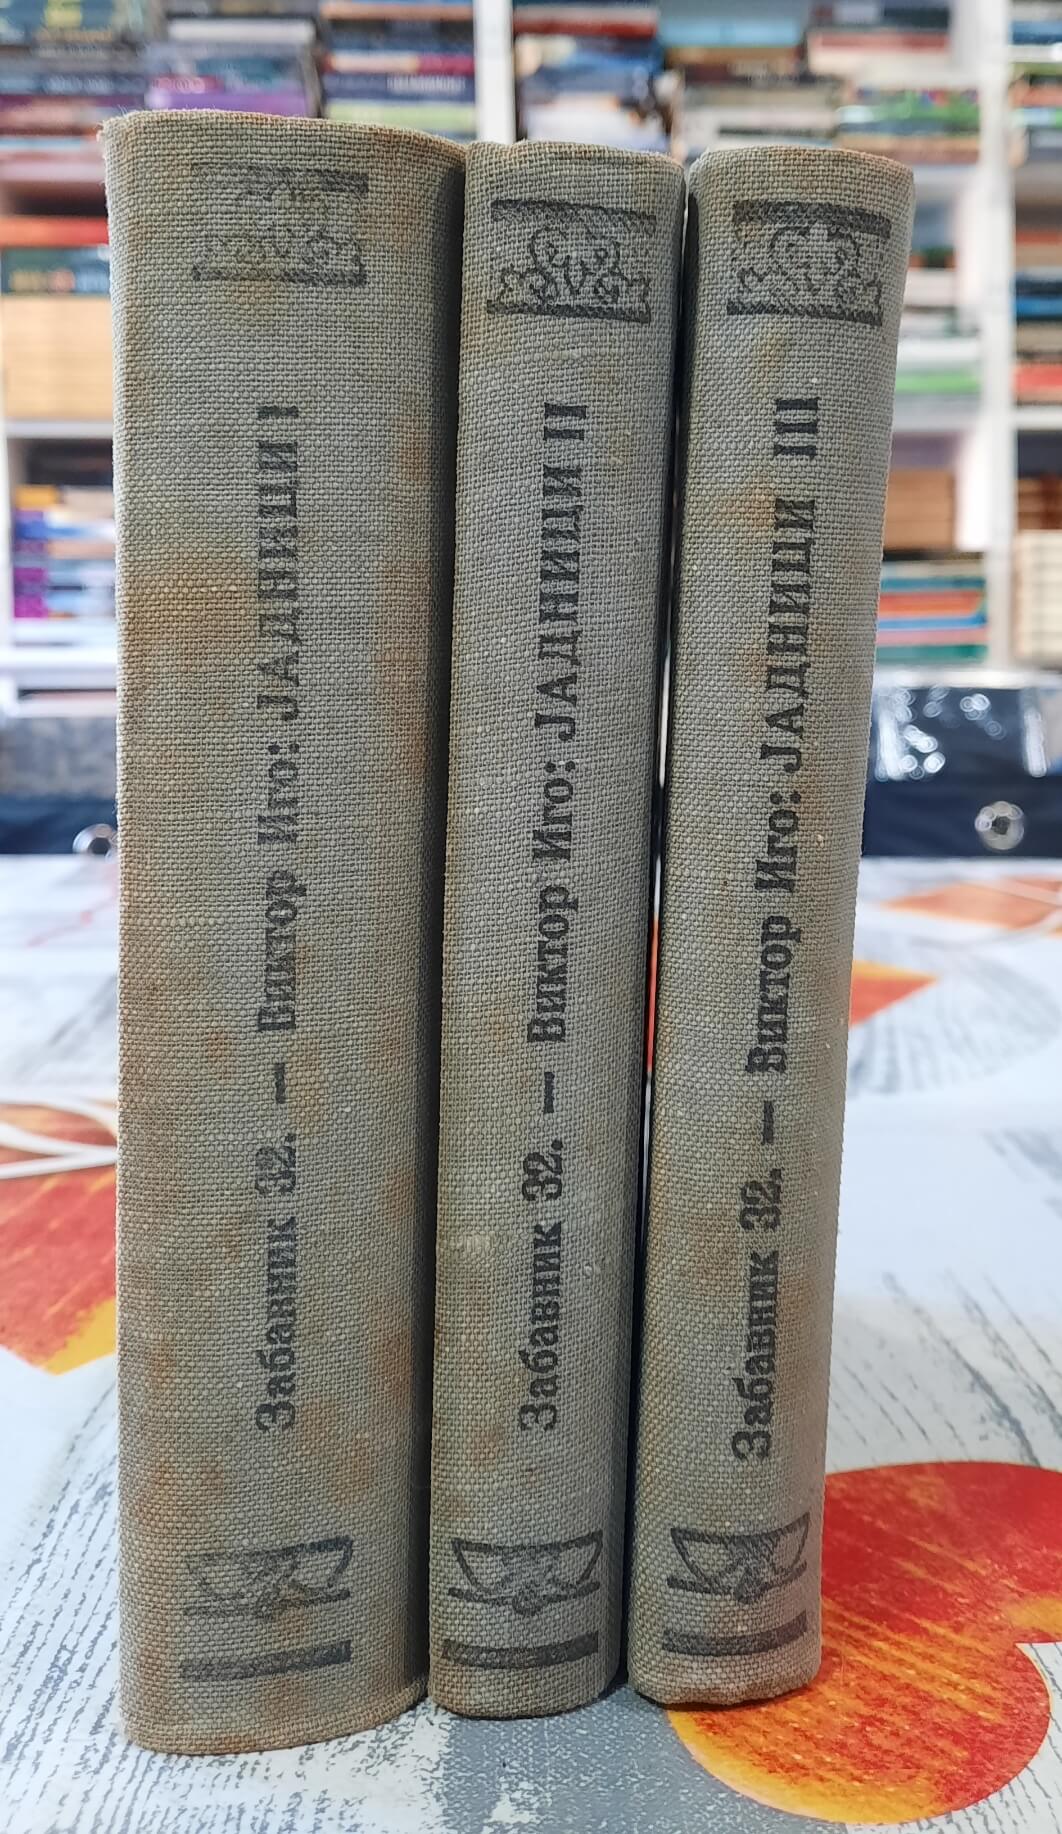 Забавник 32. — Виктор Иго: ЈАДНИЦИ I
Забавник 32. — Виктор Иго: ЈАДНИЦИ II
Забавник 32. — Виктор Иго: ЈАДНИЦИ III